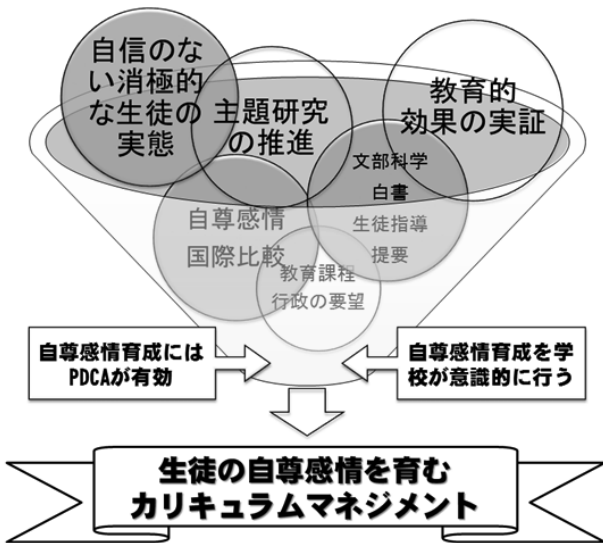 自信のな
い消極的
な生徒の
実態
主題研究
の推進
教育的
効果の実証
文部科学
白書
生徒指導
提要
自尊感情
国際比較
教育課程
行政の要望
自尊感情育成には
PDCAが有効
自尊感情育成を学
校が意識的に行う
生徒の自尊感情を育む
カリキュラムマネジメント